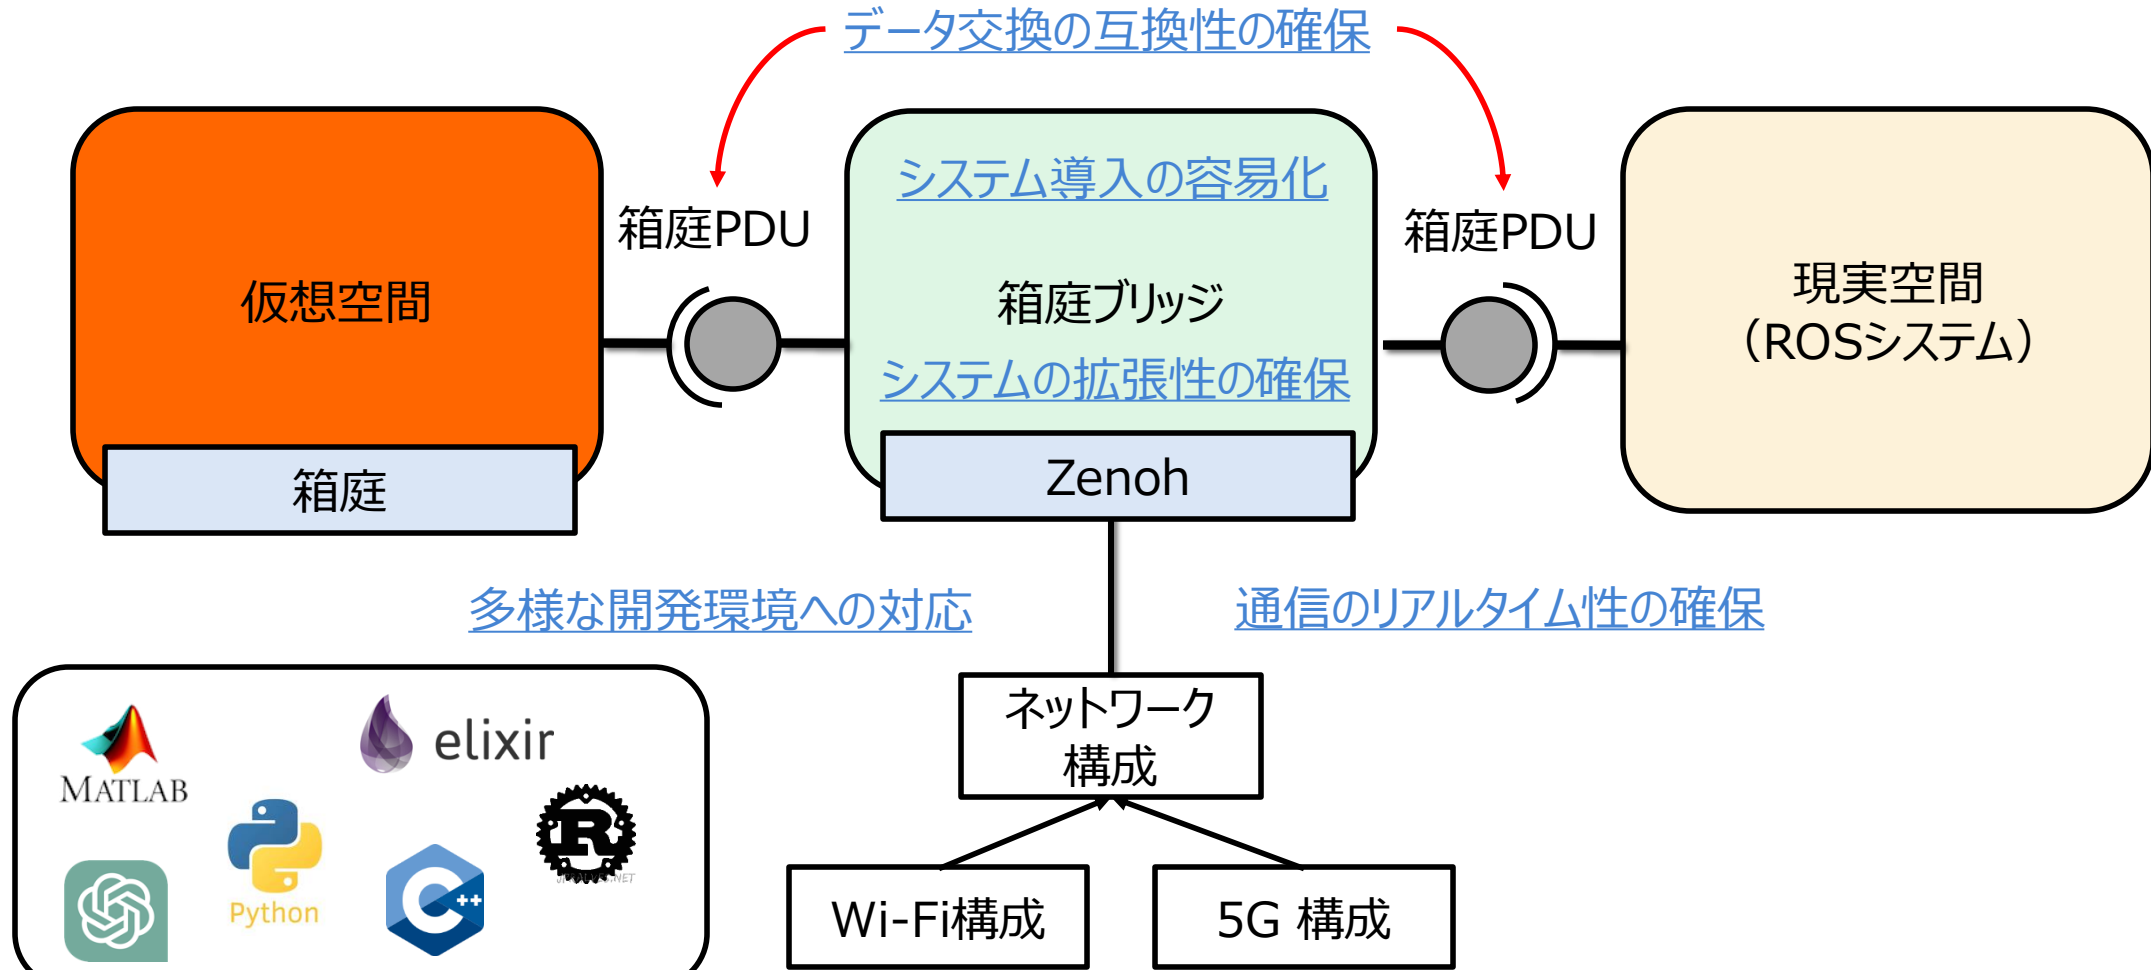 データ交換の互換性の確保
システム導入の容易化
箱庭PDU
箱庭PDU
仮想空間
箱庭ブリッジ
現実空間
（ROSシステム）
システムの拡張性の確保
箱庭
Zenoh
多様な開発環境への対応
通信のリアルタイム性の確保
MATLAB
elixir
ネットワーク
構成
R
Python
C++
Wi-Fi構成
5G 構成